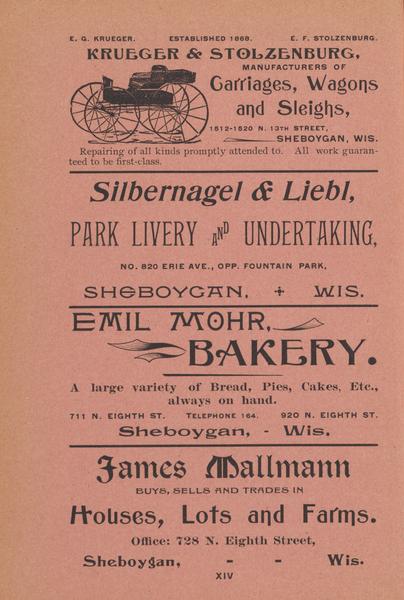 E. G. KRUEGER. ESTABLISHED 1868. E. F. STOLZENBURG.
KRUEGER & STOLZENBURG,
MANUFACTURERS OF
Carriages, Wagons
and Sleighs,
1512-1520 N. 13TH STREET,
SHEBOYGAN, WIS.
Repairing of all kinds promptly attended to. All work guaran-
teed to be first-class.
Silbernagel & Liebl,
PARK LIVERY AND UNDERTAKING,
NO. 820 ERIE AVE., OPP. FOUNTAIN PARK,
SHEBOYGAN, + WIS.
EMIL MOHR,
BAKERY.
A large variety of Bread, Pies, Cakes, Etc.,
always on hand.
711 N. EIGHTH ST. TELEPHONE 164. 920 N. EIGHTH ST.
Sheboygan, - Wis.
James Mallmann
BUYS, SELLS AND TRADES IN
Houses, Lots and Farms.
Office: 728 N. Eighth Street,
Sheboygan, - - Wis.
XIV